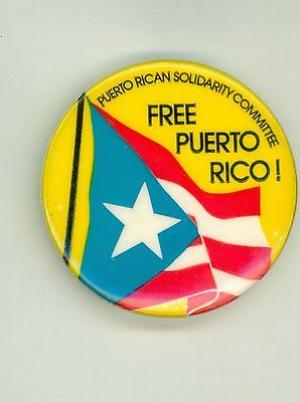 PUERTO RICAN SOLIDARITY COMMITTEE
FREE
PUERTO
RICO!